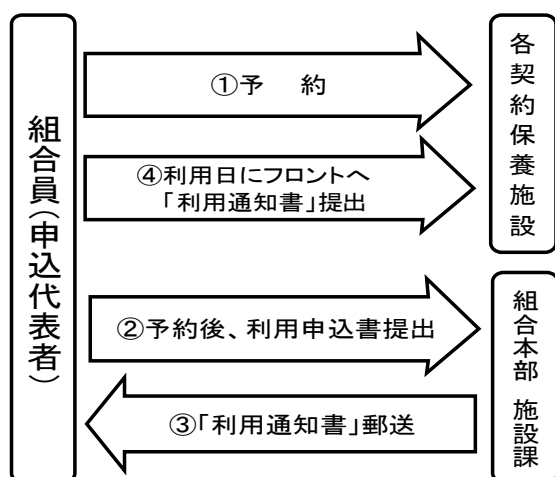 組合員(申込代表者)
①予　約
各契約保養施設
④利用日にフロントへ
「利用通知書」提出
②予約後、利用申込書提出
組合本部 施設課
③「利用通知書」郵送